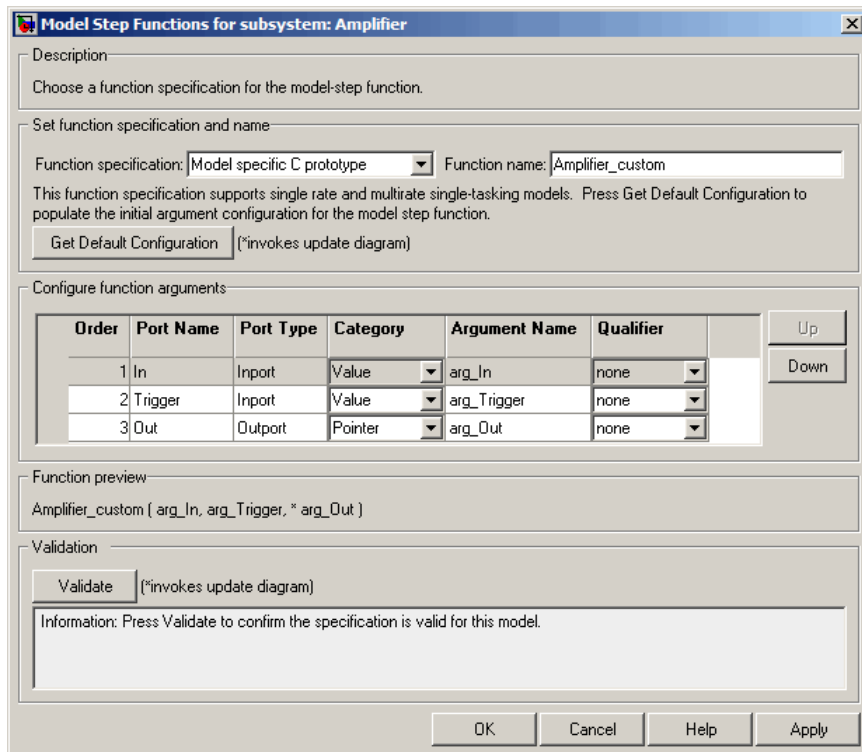 Model Step Functions for subsystem: Amplifier
Description
Choose a function specification for the model-step function.
Set function specification and name
Function specification: Model specific C prototype Function name: Amplifier_custom
This function specification supports single rate and multirate single-tasking models. Press Get Default Configuration to
populate the initial argument configuration for the model step function.
Get Default Configuration (*invokes update diagram)
Configure function arguments
Order Port Name Port Type Category Argument Name Qualifier Up
1 In Inport Value arg_In none Down
2 Trigger Inport Value arg_Trigger none
3 Out Outport Pointer arg_Out none
Function preview
Amplifier_custom ( arg_In, arg_Trigger, * arg_Out )
Validation
Validate (*invokes update diagram)
Information: Press Validate to confirm the specification is valid for this model.
OK Cancel Help Apply